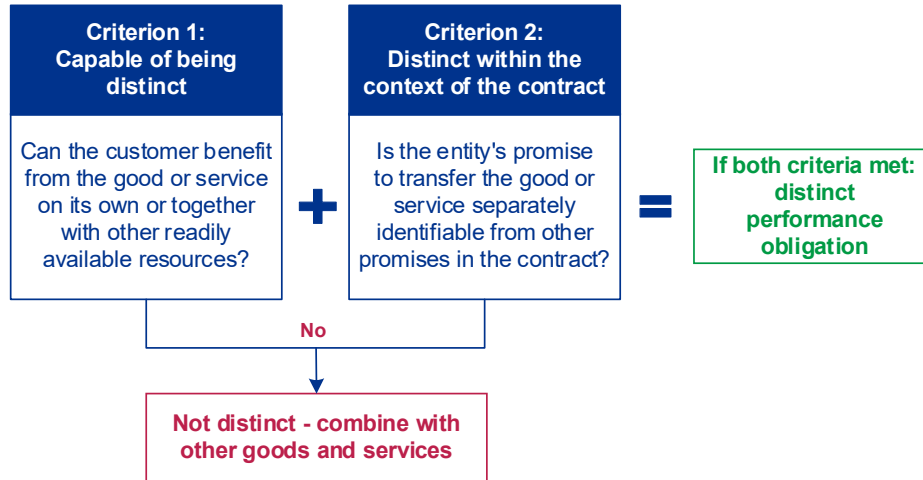 Criterion 1:
Capable of being
distinct
Can the customer benefit
from the good or service
on its own or together
with other readily
available resources?
+
Criterion 2:
Distinct within the
context of the contract
Is the entity's promise
to transfer the good or
service separately
identifiable from other
promises in the contract?
=
If both criteria met:
distinct
performance
obligation
No
Not distinct - combine with
other goods and services